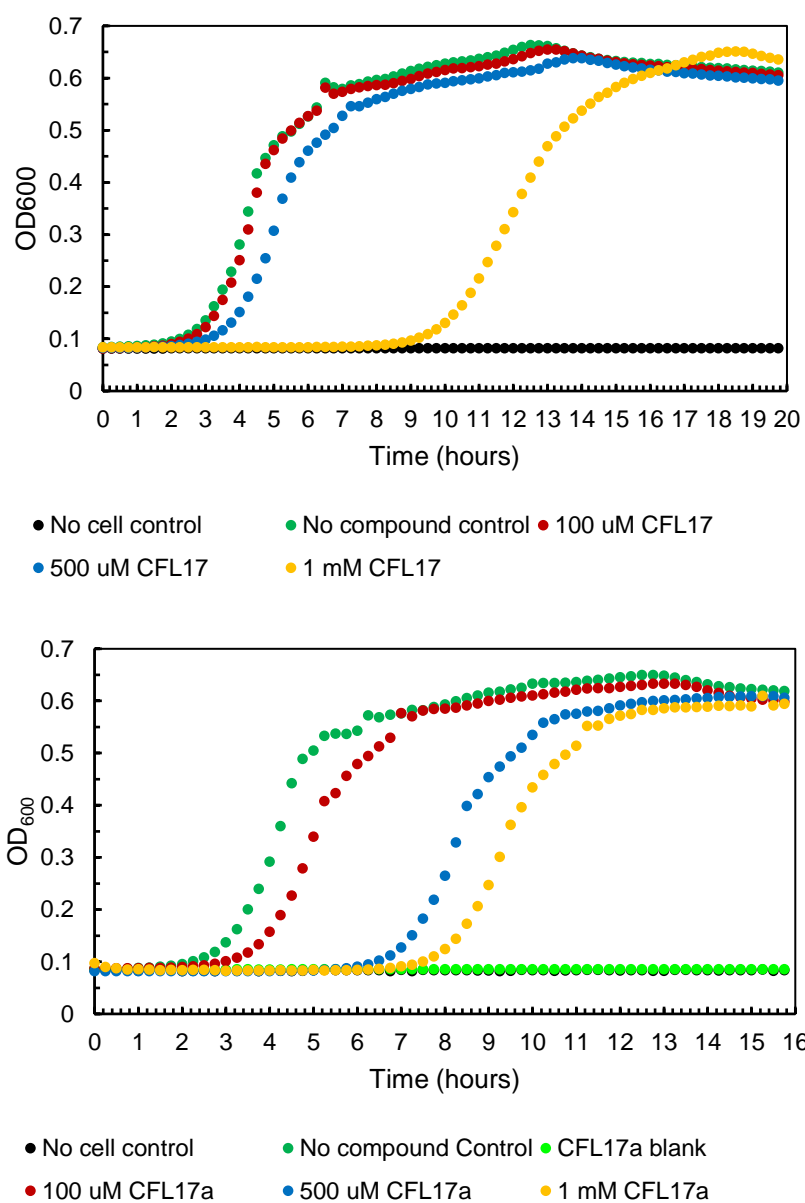 0.7
0.6
0.5
0.4
0.3
0.2
0.1
0
OD600
0 1 2 3 4 5 6 7 8 9 10 11 12 13 14 15 16 17 18 19 20
Time (hours)
No cell control No compound control 100 uM CFL17
500 uM CFL17 1 mM CFL17
0.7
0.6
0.5
0.4
0.3
0.2
0.1
0
OD600
0 1 2 3 4 5 6 7 8 9 10 11 12 13 14 15 16
Time (hours)
No cell control No compound Control CFL17a blank
100 uM CFL17a 500 uM CFL17a 1 mM CFL17a